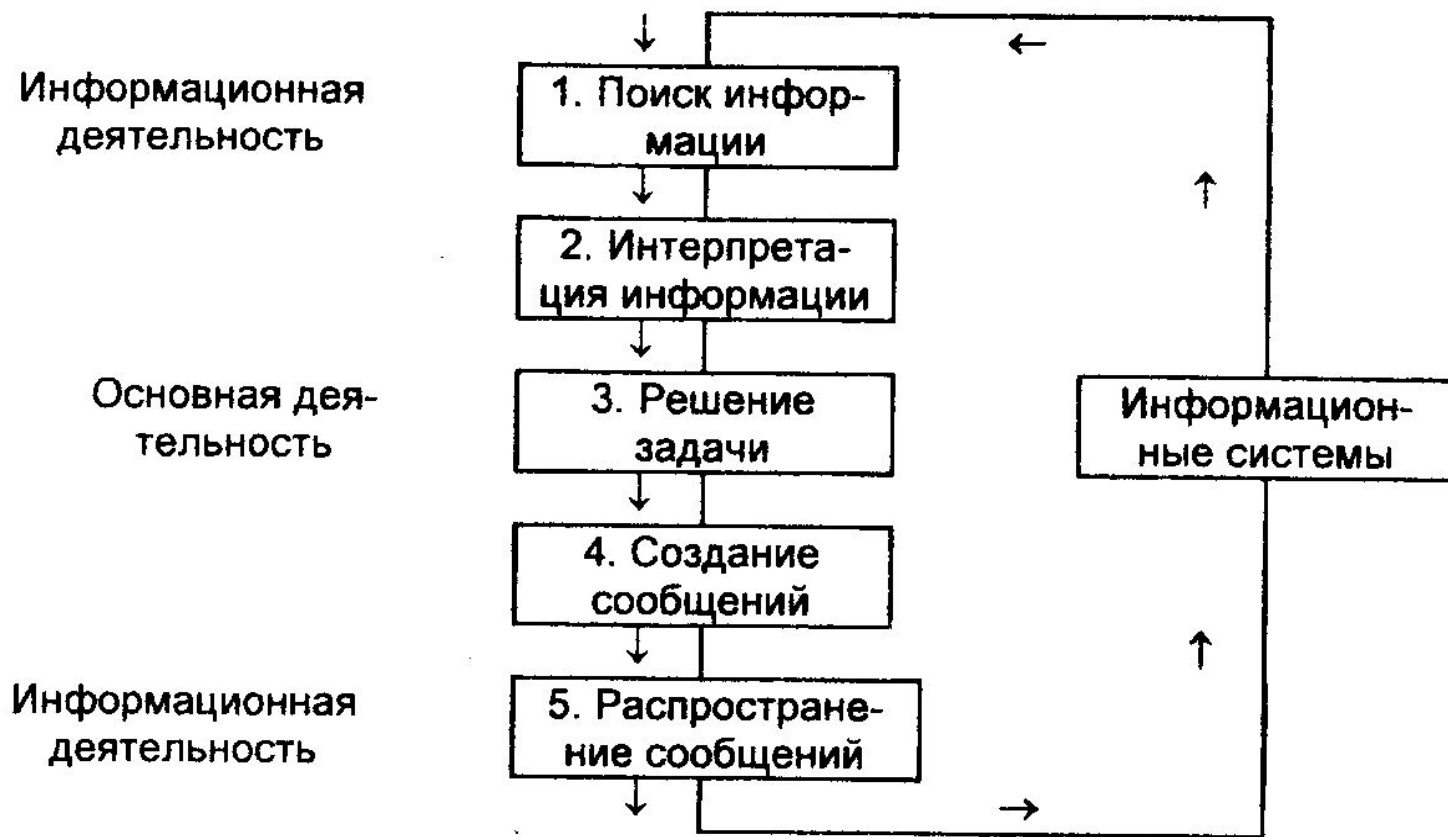 Информационная
деятельность
1. Поиск инфор-
мации
2. Интерпрета-
ция информации
Основная дея-
тельность
3. Решение
задачи
Информацион-
ные системы
4. Создание
сообщений
Информационная
деятельность
5. Распростране-
ние сообщений